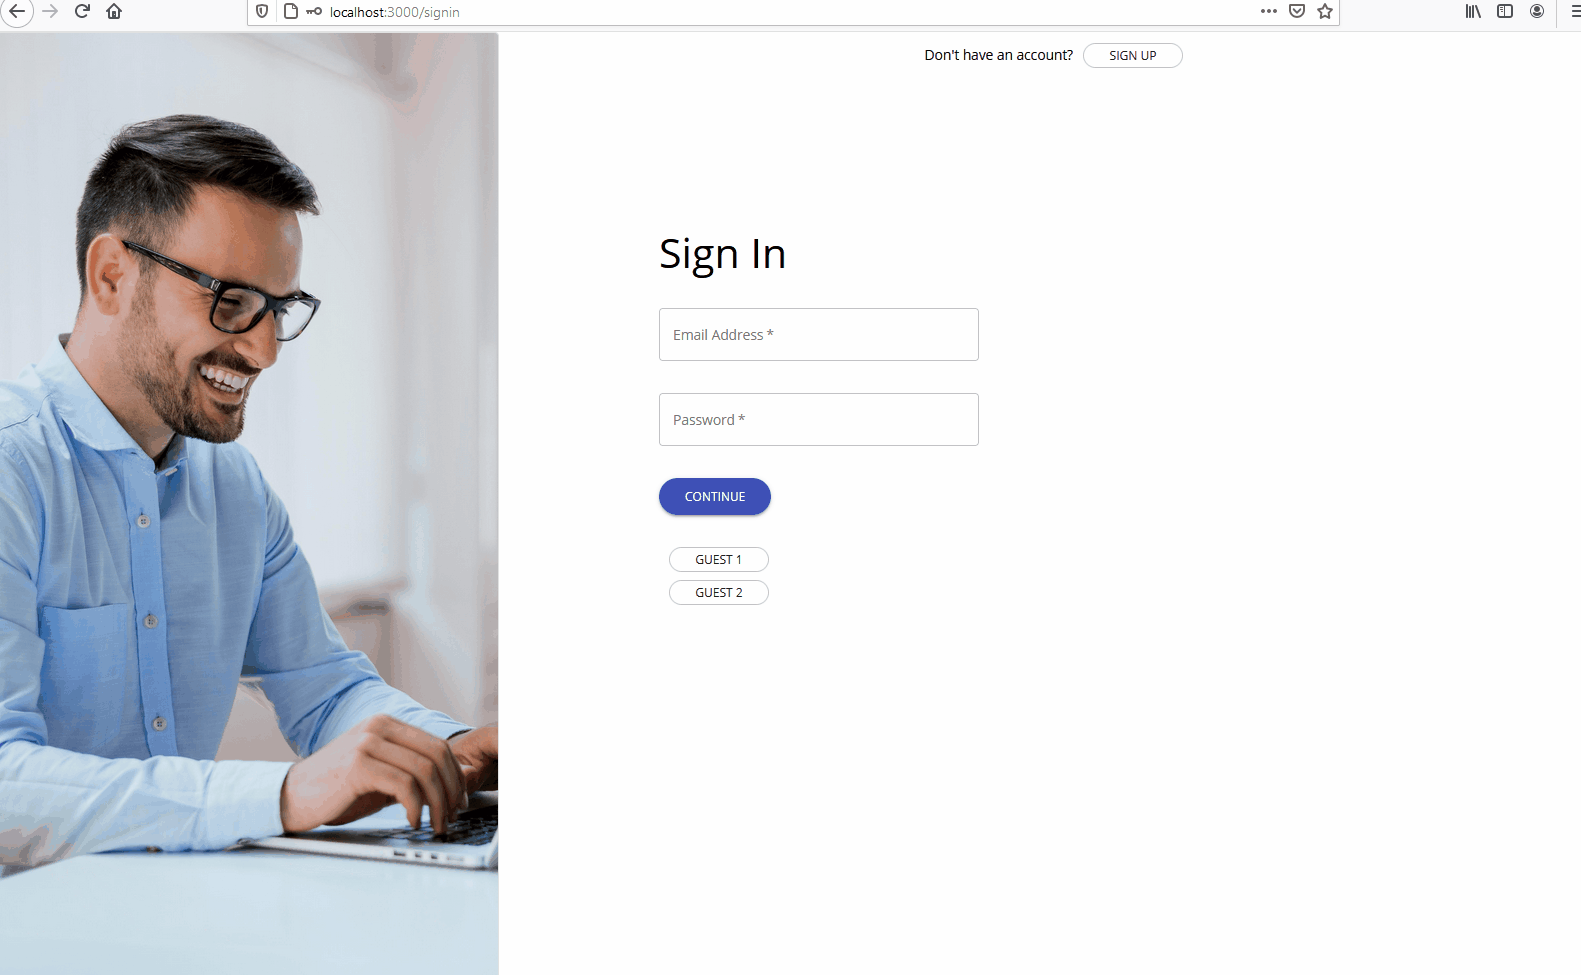 localhost:3000/signin
Don't have an account? SIGN UP
Sign In
Email Address *
Password *
CONTINUE
GUEST 1
GUEST 2